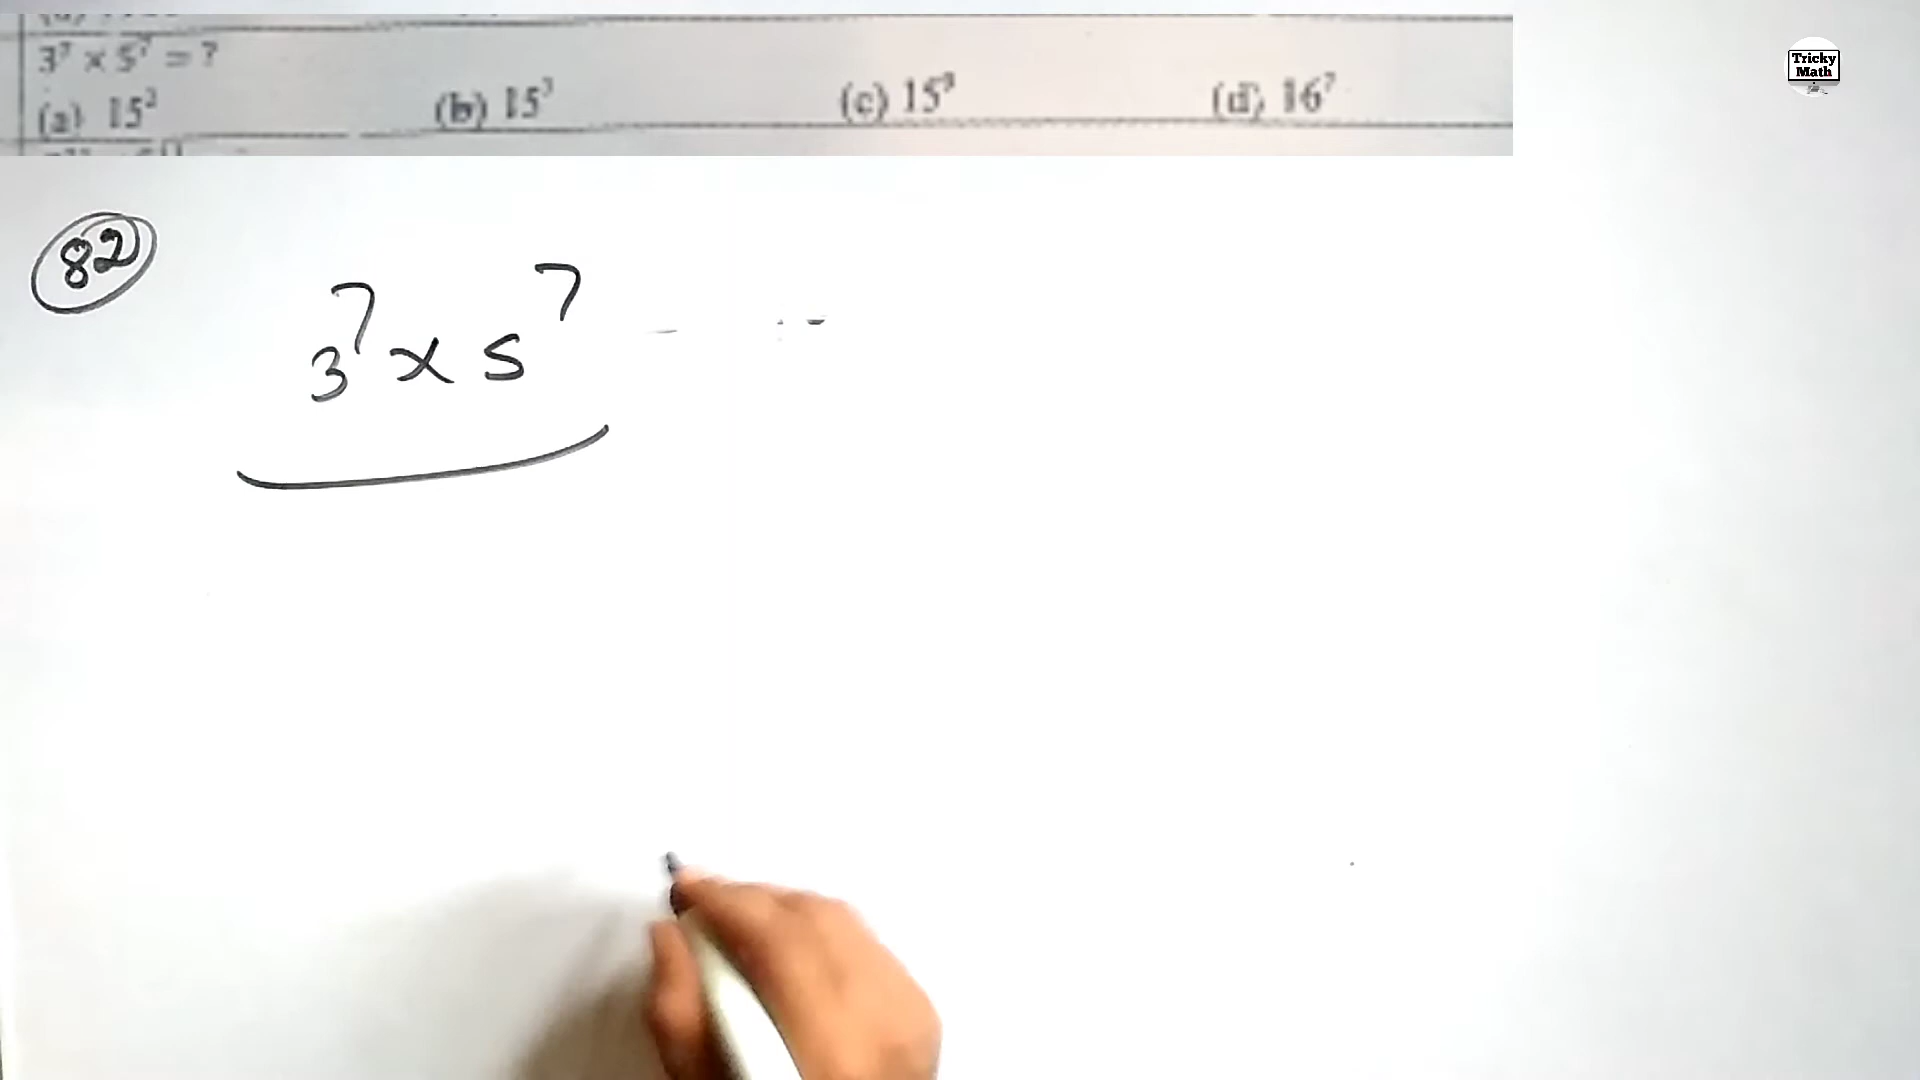 3⁷ × 5⁷ = ?
(a) 15² (b) 15⁷ (c) 15⁹ (d) 16⁷
Tricky
Math
82
3⁷ x 5⁷